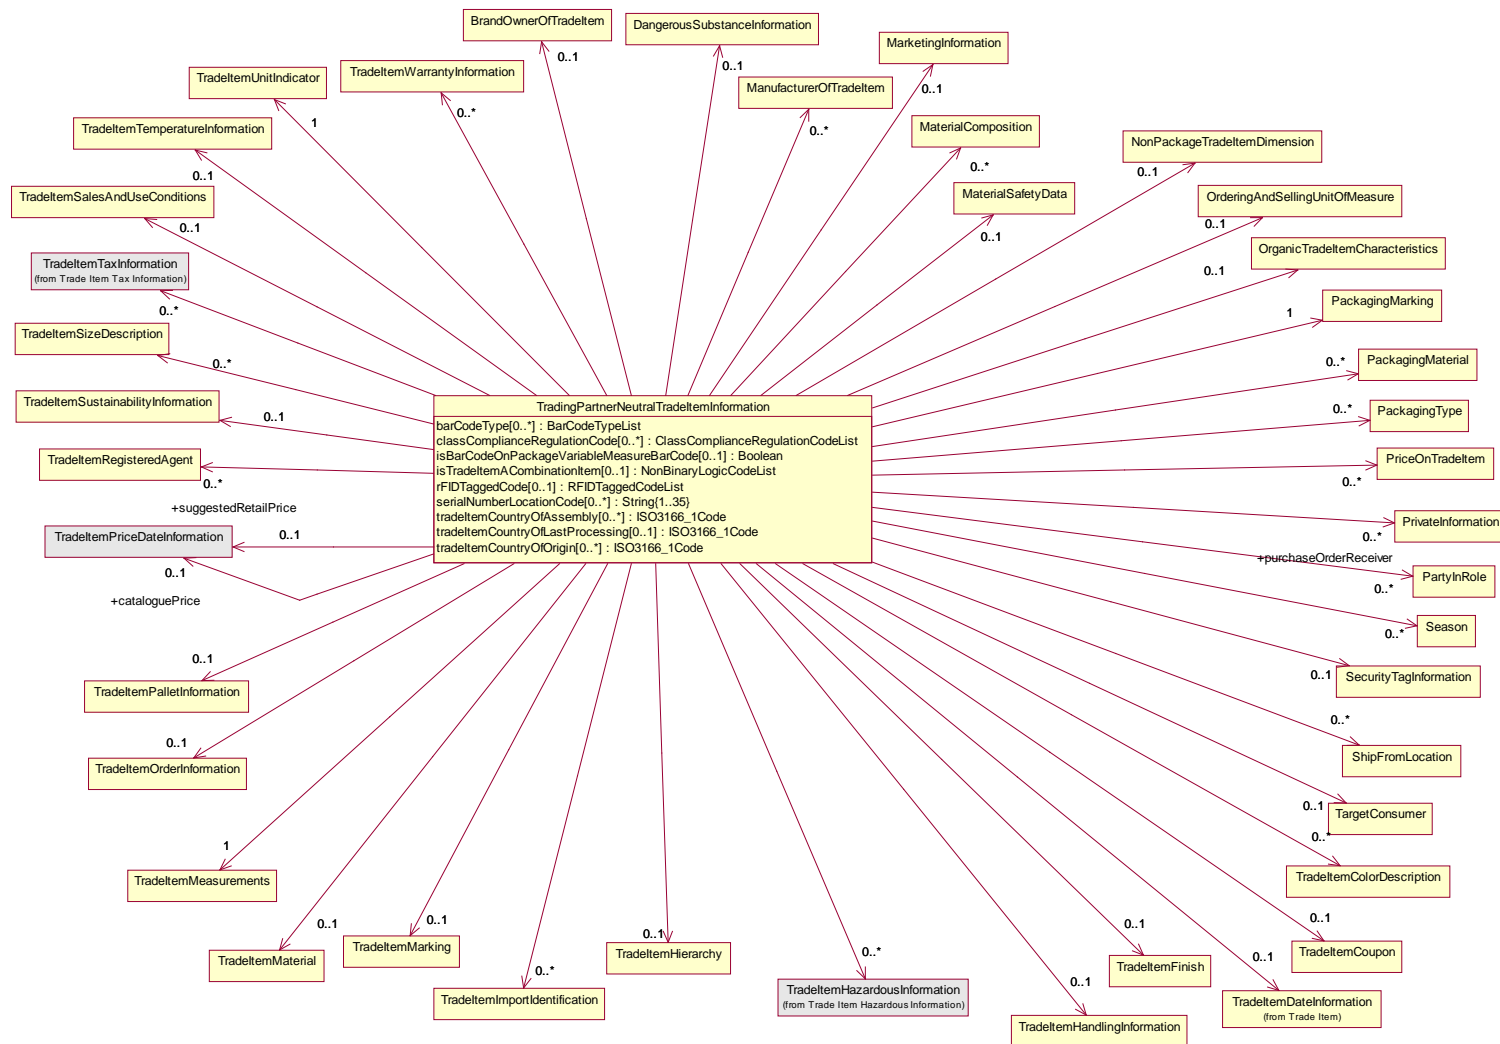 BrandOwnerOfTradeItem
0..1
DangerousSubstanceInformation
0..1
MarketingInformation
0..1
TradeItemUnitIndicator
1
TradeItemWarrantyInformation
0..*
ManufacturerOfTradeItem
0..*
TradeItemTemperatureInformation
0..1
MaterialComposition
0..*
NonPackageTradeItemDimension
0..1
TradeItemSalesAndUseConditions
0..1
MaterialSafetyData
0..1
OrderingAndSellingUnitOfMeasure
0..1
TradeItemTaxInformation
(from Trade Item Tax Information)
0..*
OrganicTradeItemCharacteristics
0..1
PackagingMarking
1
TradeItemSizeDescription
0..*
PackagingMaterial
0..*
TradeItemSustainabilityInformation
0..1
PackagingType
0..*
TradingPartnerNeutralTradeItemInformation
barCodeType[0..*] : BarCodeTypeList
classComplianceRegulationCode[0..*] : ClassComplianceRegulationCodeList
isBarCodeOnPackageVariableMeasureBarCode[0..1] : Boolean
isTradeItemACombinationItem[0..1] : NonBinaryLogicCodeList
rFIDTaggedCode[0..1] : RFIDTaggedCodeList
serialNumberLocationCode[0..*] : String{1..35}
tradeItemCountryOfAssembly[0..*] : ISO3166_1Code
tradeItemCountryOfLastProcessing[0..1] : ISO3166_1Code
tradeItemCountryOfOrigin[0..*] : ISO3166_1Code
TradeItemRegisteredAgent
0..*
PriceOnTradeItem
0..*
+suggestedRetailPrice
TradeItemPriceDateInformation
0..1
0..1
+cataloguePrice
PrivateInformation
0..*
+purchaseOrderReceiver
PartyInRole
0..*
Season
0..*
SecurityTagInformation
0..1
TradeItemPalletInformation
0..1
ShipFromLocation
0..*
TradeItemOrderInformation
0..1
TargetConsumer
0..1
TradeItemMeasurements
1
TradeItemColorDescription
0..*
TradeItemMaterial
0..1
TradeItemMarking
0..1
TradeItemImportIdentification
0..*
TradeItemHierarchy
0..1
TradeItemHazardousInformation
(from Trade Item Hazardous Information)
0..*
TradeItemFinish
0..1
TradeItemCoupon
0..1
TradeItemDateInformation
(from Trade Item)
0..1
TradeItemHandlingInformation
0..1